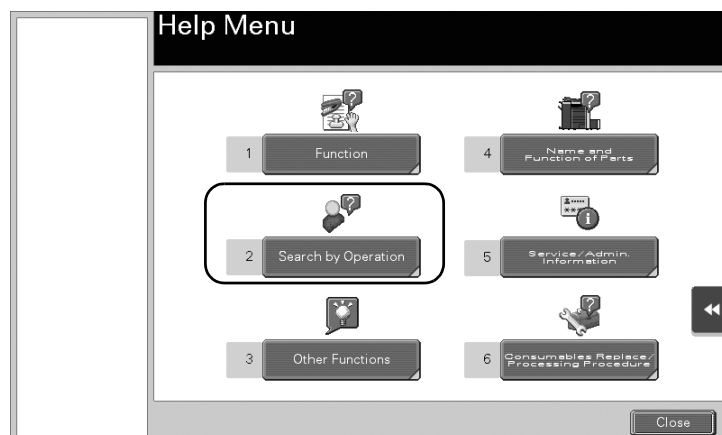 Help Menu
1 Function
2 Search by Operation
3 Other Functions
4 Name and
Function of Parts
5 Service/Admin.
Information
6 Consumables Replace/
Processing Procedure
Close